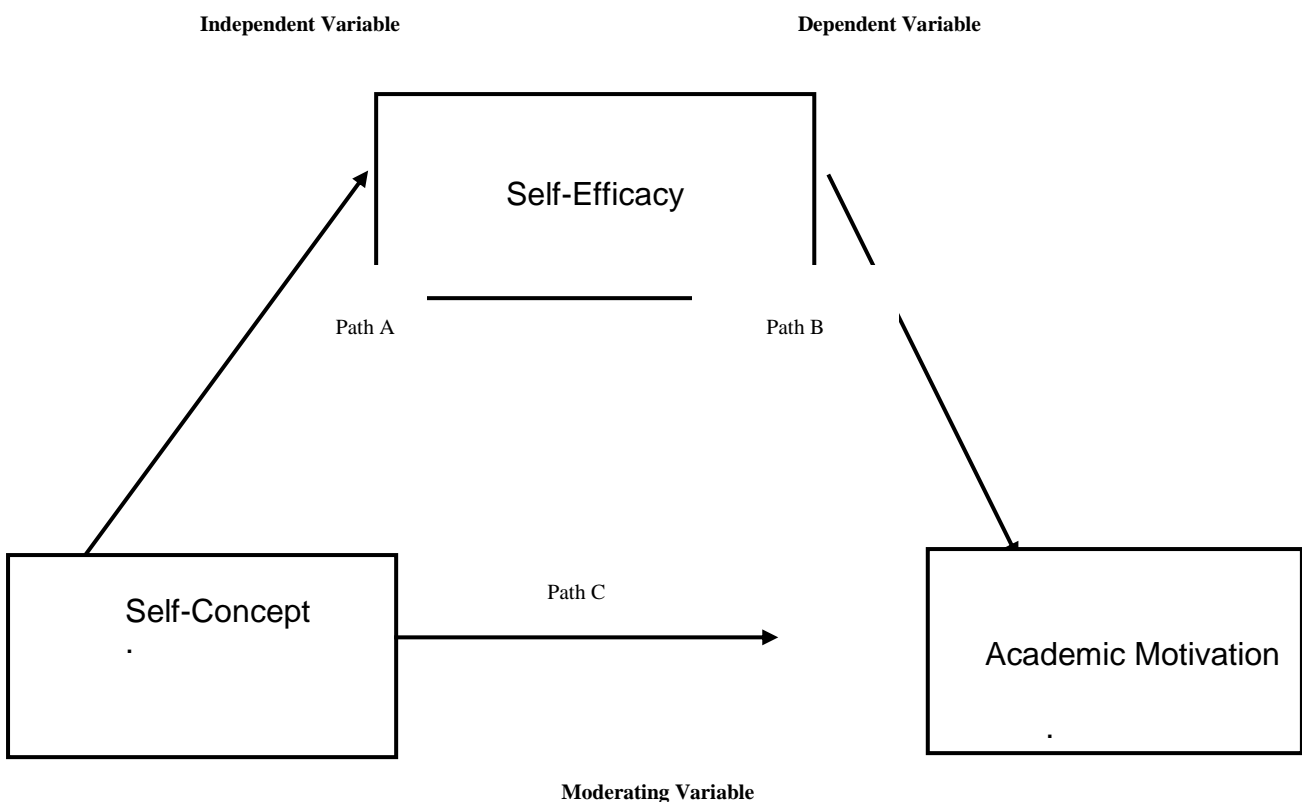 Independent Variable
Dependent Variable
Self-Efficacy
Path A
Path B
Path C
Self-Concept
.
Academic Motivation
.
Moderating Variable